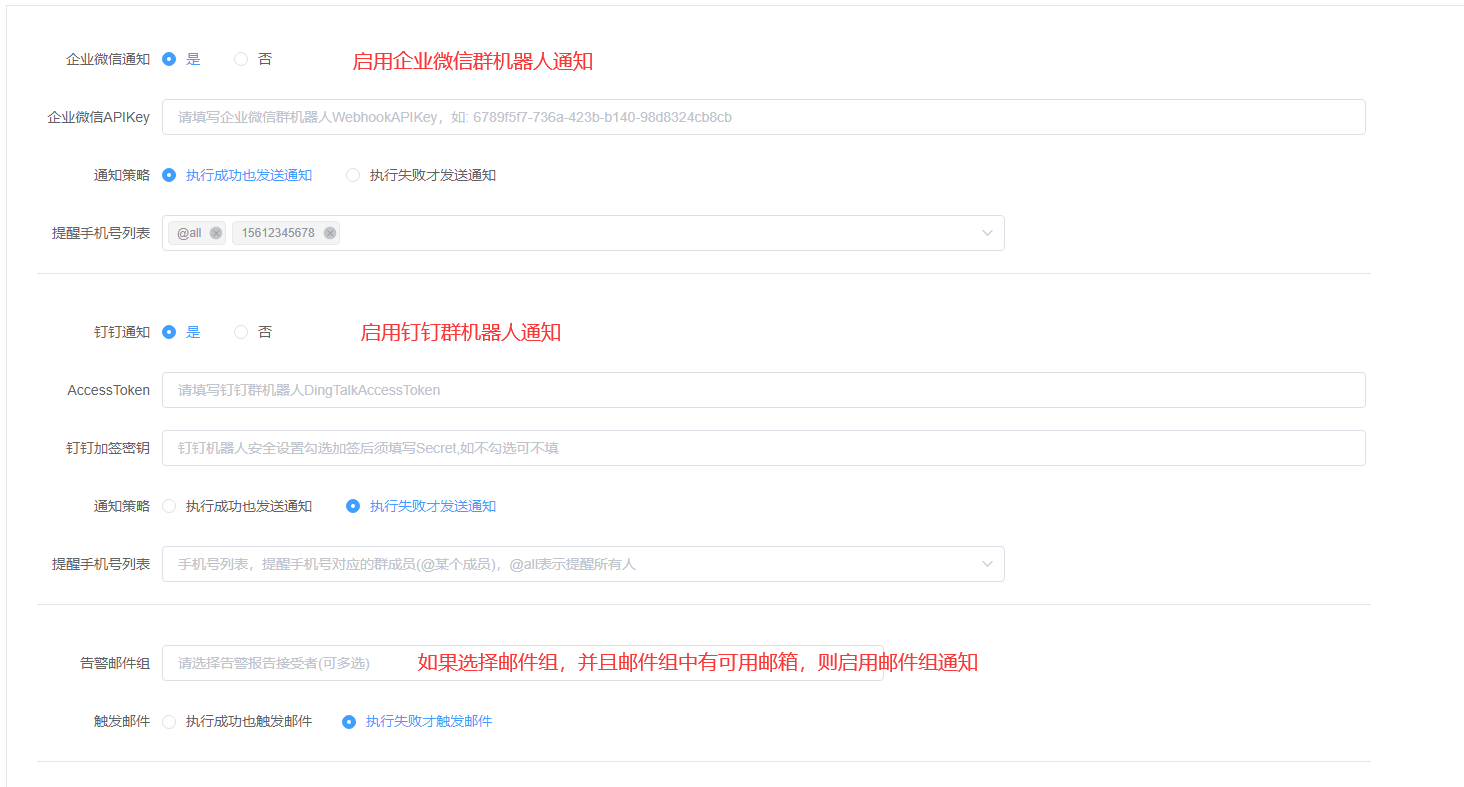 企业微信通知 是 否 启用企业微信群机器人通知
企业微信APIKey 请填写企业微信群机器人WebhookAPIKey，如: 6789f5f7-736a-423b-b140-98d8324cb8cb
通知策略 执行成功也发送通知 执行失败才发送通知
提醒手机号列表 @all 15612345678
钉钉通知 是 否 启用钉钉群机器人通知
AccessToken 请填写钉钉群机器人DingTalkAccessToken
钉钉加签密钥 钉钉机器人安全设置勾选加签后须填写Secret,如不勾选可不填
通知策略 执行成功也发送通知 执行失败才发送通知
提醒手机号列表 手机号列表，提醒手机号对应的群成员(@某个成员)，@all表示提醒所有人
告警邮件组 请选择告警报告接受者(可多选) 如果选择邮件组，并且邮件组中有可用邮箱，则启用邮件组通知
触发邮件 执行成功也触发邮件 执行失败才触发邮件